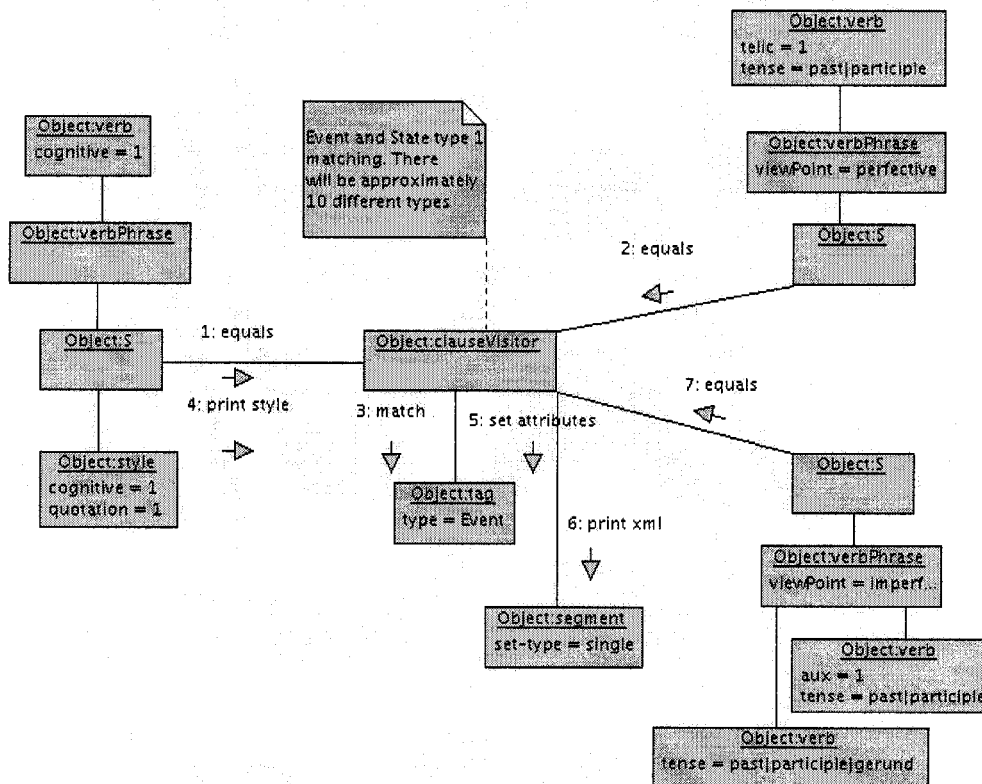 Object:verb
telic = 1
tense = past|participle
Object:verb
cognitive = 1
Event and State type 1
matching. There
will be approximately
10 different types
Object:verbPhrase
viewPoint = perfective
Object:verbPhrase
Object:S
2: equals
Object:S
1: equals
Object:clauseVisitor
4: print style
3: match
5: set attributes
7: equals
Object:style
cognitive = 1
quotation = 1
Object:tag
type = Event
Object:S
6: print xml
Object:verbPhrase
viewPoint = imperf...
Object:segment
set-type = single
Object:verb
aux = 1
tense = past|participle
Object:verb
tense = past|participle|gerund